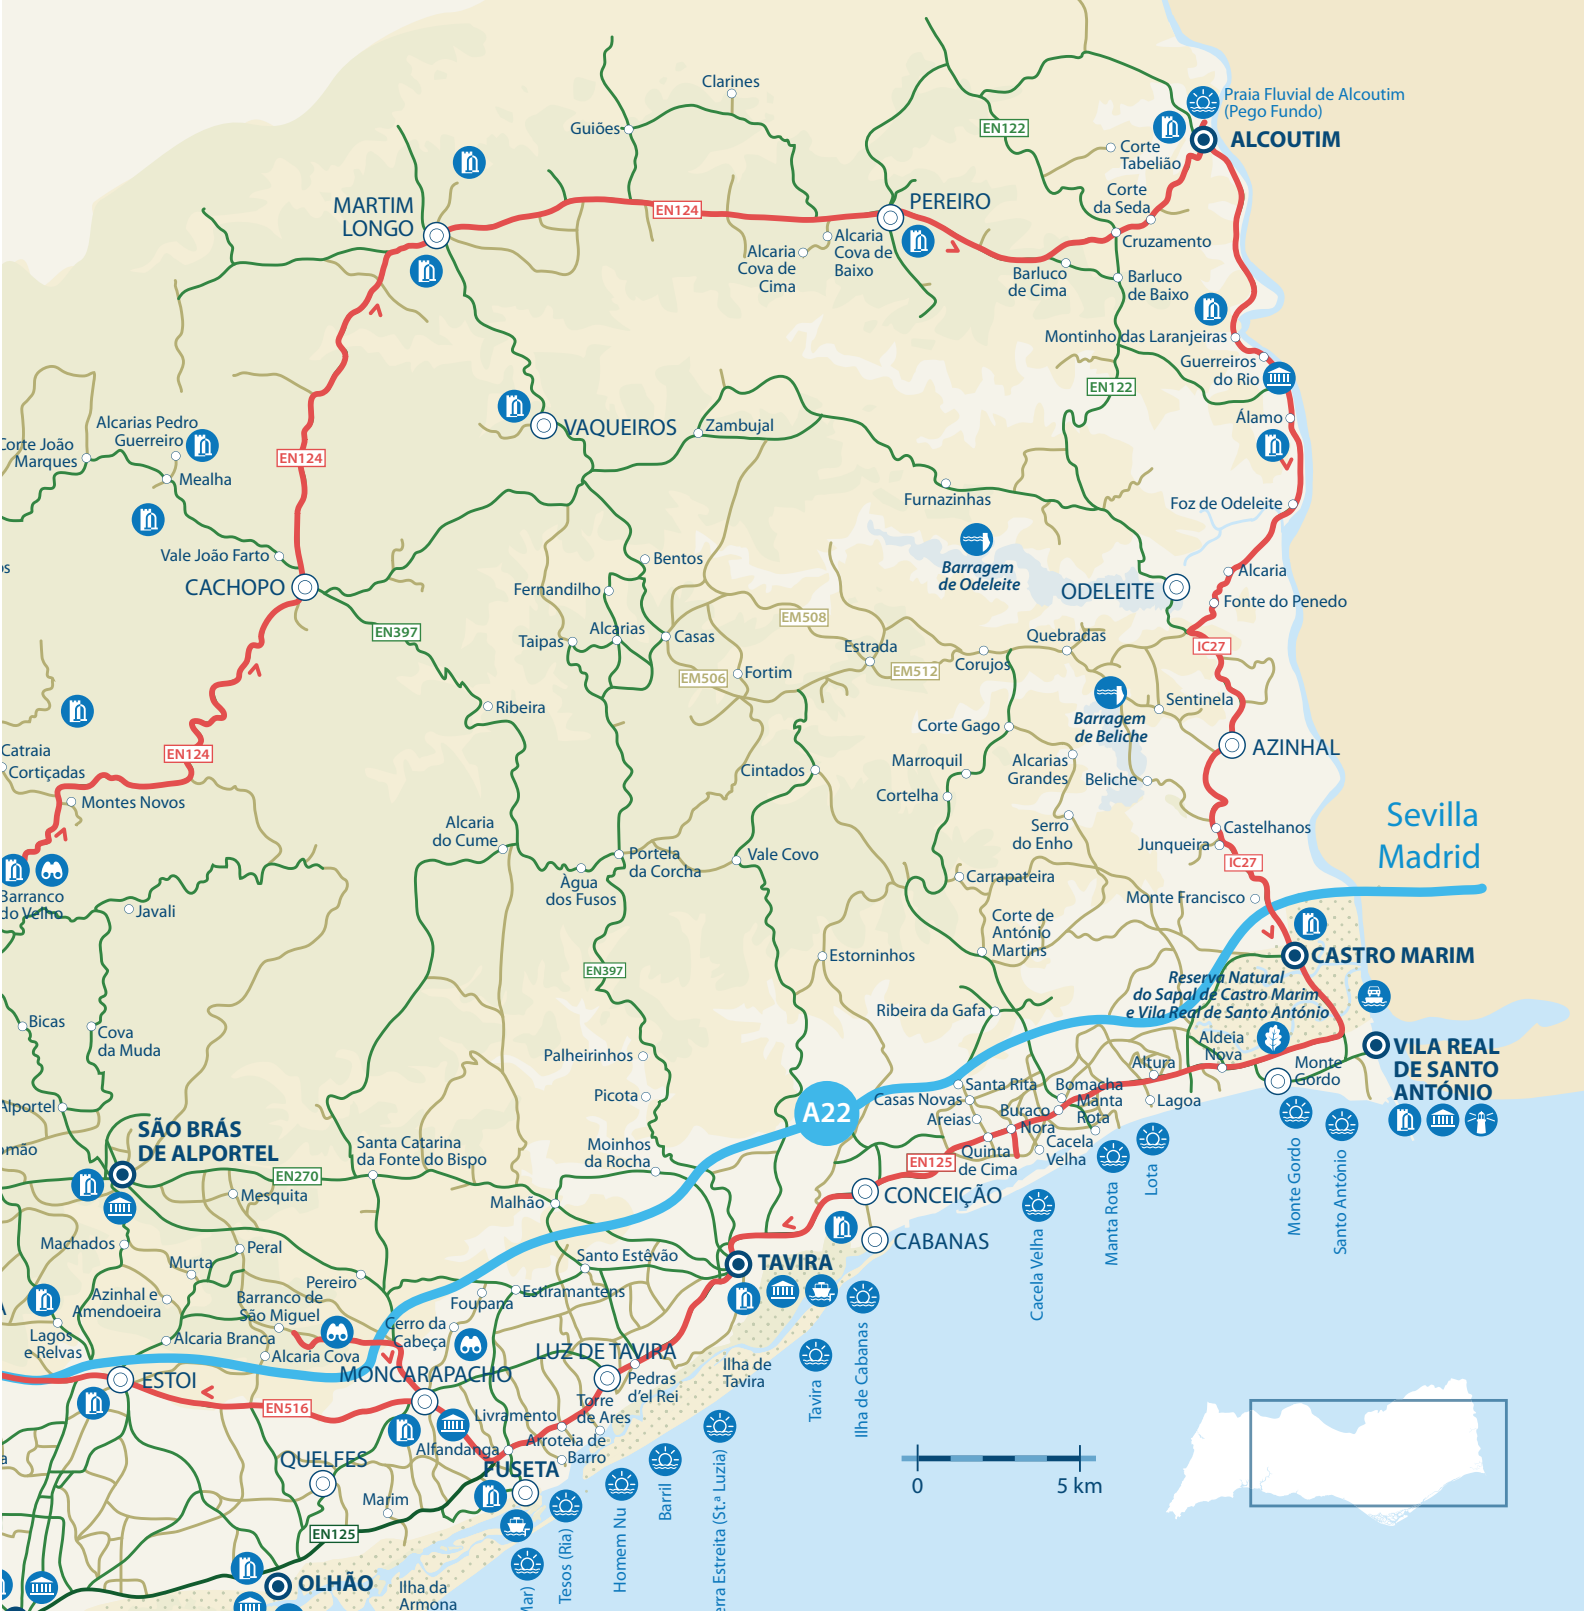 Clarines
Praia Fluvial de Alcoutim
(Pego Fundo)
Guiões
EN122
ALCOUTIM
Corte
Tabelião
Corte
da Seda
MARTIM
LONGO
EN124
PEREIRO
Alcaria
Cova de
Cima
Alcaria
Cova de
Baixo
Cruzamento
Barluco
de Cima
Barluco
de Baixo
Montinho das Laranjeiras
Guerreiros
do Rio
EN122
Álamo
Alcarias Pedro
Guerreiro
Corte João
Marques
Mealha
EN124
VAQUEIROS
Zambujal
Furnazinhas
Foz de Odeleite
Vale João Farto
CACHOPO
Bentos
Fernandilho
Barragem
de Odeleite
ODELEITE
Alcaria
Fonte do Penedo
EN397
Taipas
Alcarias
Casas
EM508
Estrada
Quebradas
IC27
EM506
Fortim
EM512
Corujos
Ribeira
Sentinela
Barragem
de Beliche
Corte Gago
AZINHAL
EN124
Catraia
Cortiçadas
Montes Novos
Cintados
Marroquil
Cortelha
Alcarias
Grandes
Beliche
Sevilla
Madrid
Alcaria
do Cume
Serro
do Enho
Castelhanos
Junqueira
IC27
Portela
da Corcha
Vale Covo
Àgua
dos Fusos
Carrapateira
Monte Francisco
Barranco
do Velho
Javali
Corte de
António
Martins
Estorninhos
CASTRO MARIM
EN397
Reserva Natural
do Sapal de Castro Marim
e Vila Real de Santo António
Ribeira da Gafa
Bicas
Cova
da Muda
Aldeia
Nova
VILA REAL
DE SANTO
ANTÓNIO
Palheirinhos
Picota
Altura
Monte
Gordo
Santa Rita
Casas Novas
Bomacha
Manta
Rota
Lagoa
Alportel
A22
Areias
Buraco
Nora
SÃO BRÁS
DE ALPORTEL
Santa Catarina
da Fonte do Bispo
Moinhos
da Rocha
EN125
Quinta
de Cima
Cacela
Velha
EN270
Mesquita
Malhão
CONCEIÇÃO
CABANAS
Cacela Velha
Manta Rota
Lota
Monte Gordo
Santo António
Machados
Peral
Murta
Pereiro
Santo Estêvão
TAVIRA
Azinhal e
Amendoeira
Barranco de
São Miguel
Foupana
Estiramantens
Lagos
e Relvas
Alcaria Branca
Cerro da
Cabeça
Alcaria Cova
LUZ DE TAVIRA
Ilha de
Tavira
ESTOI
MONCARAPACHO
Pedras
d'el Rei
Tavira
Ilha de Cabanas
EN516
Livramento
Torre
de Ares
Alfandanga
Arroteia de
Barro
QUELFES
FUSETA
0
5 km
Marim
EN125
Barril
Homem Nu
Tesos (Ria)
erra Estreita (St.ª Luzia)
OLHÃO
Ilha da
Armona